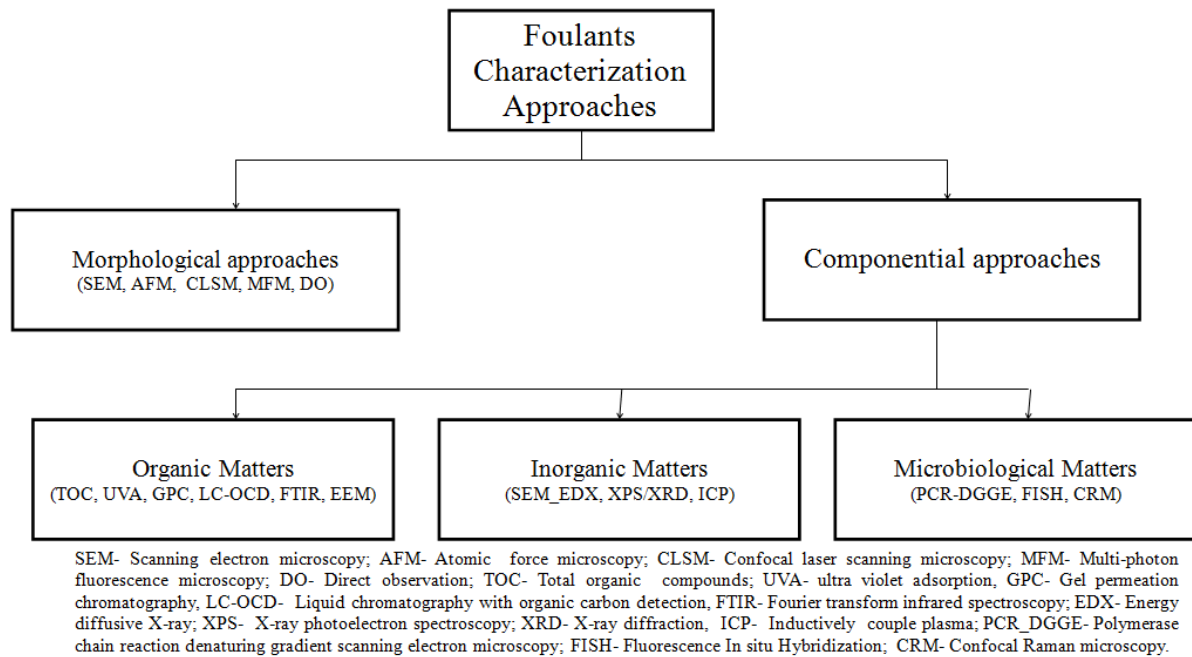 Foulants
Characterization
Approaches
Morphological approaches
(SEM, AFM, CLSM, MFM, DO)
Componential approaches
Organic Matters
(TOC, UVA, GPC, LC-OCD, FTIR, EEM)
Inorganic Matters
(SEM_EDX, XPS/XRD, ICP)
Microbiological Matters
(PCR-DGGE, FISH, CRM)
SEM- Scanning electron microscopy; AFM- Atomic force microscopy; CLSM- Confocal laser scanning microscopy; MFM- Multi-photon
fluorescence microscopy; DO- Direct observation; TOC- Total organic compounds; UVA- ultra violet adsorption, GPC- Gel permeation
chromatography, LC-OCD- Liquid chromatography with organic carbon detection, FTIR- Fourier transform infrared spectroscopy; EDX- Energy
diffusive X-ray; XPS- X-ray photoelectron spectroscopy; XRD- X-ray diffraction, ICP- Inductively couple plasma; PCR_DGGE- Polymerase
chain reaction denaturing gradient scanning electron microscopy; FISH- Fluorescence In situ Hybridization; CRM- Confocal Raman microscopy.